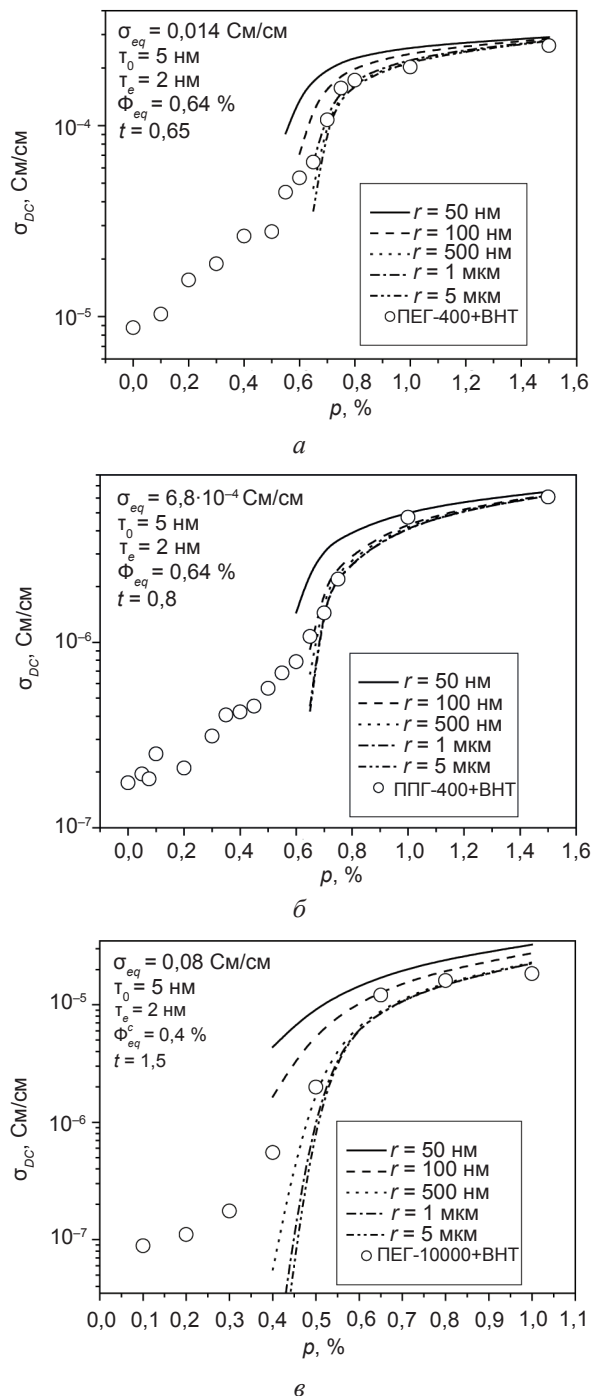 σeq = 0,014 См/см
τ0 = 5 нм
τe = 2 нм
Φeq = 0,64 %
t = 0,65
10⁻⁴
10⁻⁵
σDC, См/см
r = 50 нм
r = 100 нм
r = 500 нм
r = 1 мкм
r = 5 мкм
ПЕГ-400+ВНТ
0,0 0,2 0,4 0,6 0,8 1,0 1,2 1,4 1,6
p, %
а
σeq = 6,8·10⁻⁴ См/см
τ0 = 5 нм
τe = 2 нм
Φeq = 0,64 %
t = 0,8
10⁻⁶
10⁻⁷
σDC, См/см
r = 50 нм
r = 100 нм
r = 500 нм
r = 1 мкм
r = 5 мкм
ППГ-400+ВНТ
0,0 0,2 0,4 0,6 0,8 1,0 1,2 1,4 1,6
p, %
б
σeq = 0,08 См/см
τ0 = 5 нм
τe = 2 нм
Φeqᶜ = 0,4 %
t = 1,5
10⁻⁵
10⁻⁶
10⁻⁷
σDC, См/см
r = 50 нм
r = 100 нм
r = 500 нм
r = 1 мкм
r = 5 мкм
ПЕГ-10000+ВНТ
0,0 0,1 0,2 0,3 0,4 0,5 0,6 0,7 0,8 0,9 1,0 1,1
p, %
в